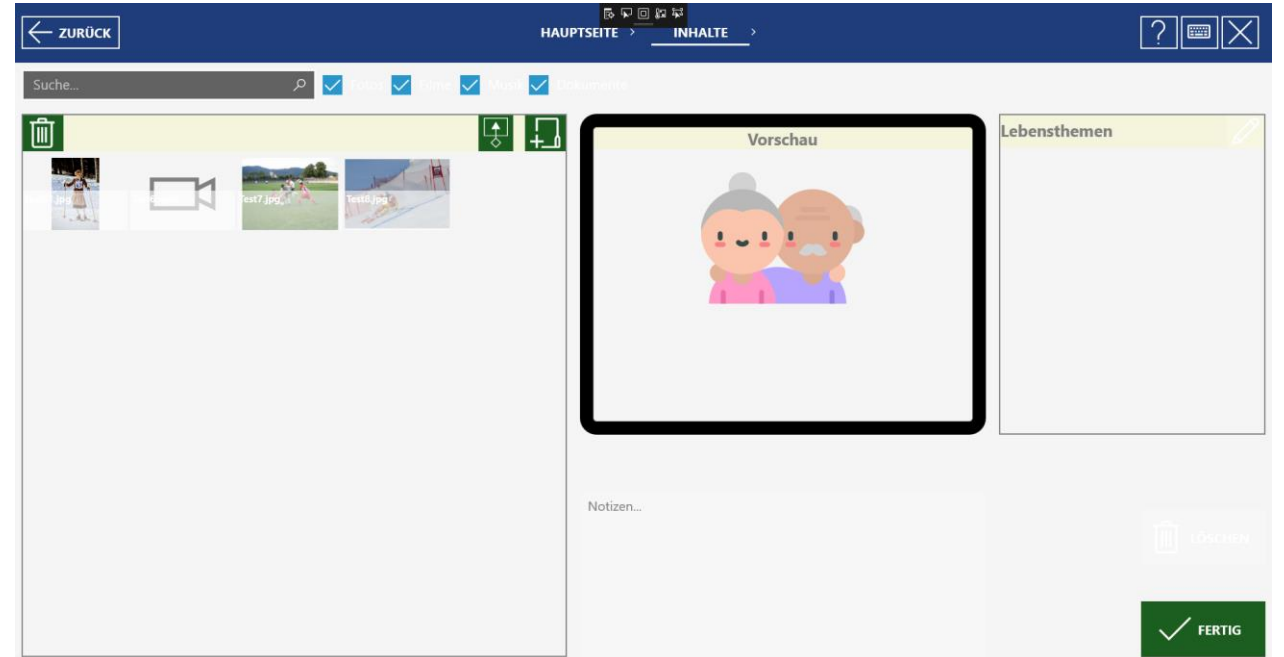 ZURÜCK
HAUPTSEITE > INHALTE >
Suche...
Fotos Filme Musik Dokumente
Vorschau
Lebensthemen
Test7.jpg
Test8.jpg
Notizen...
LÖSCHEN
FERTIG